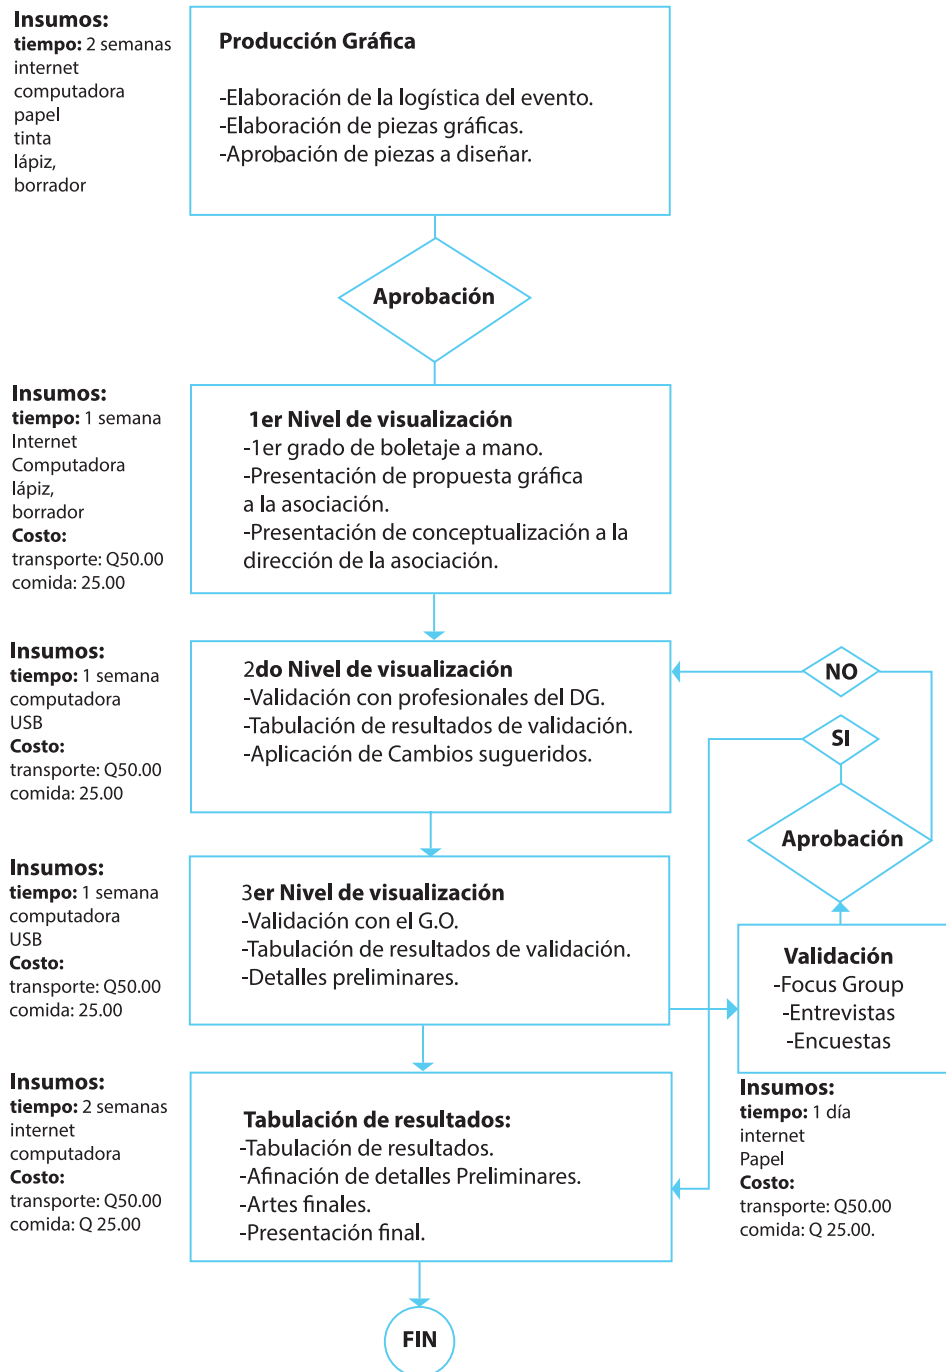 Insumos:
tiempo: 2 semanas
internet
computadora
papel
tinta
lápiz,
borrador
Producción Gráfica
-Elaboración de la logística del evento.
-Elaboración de piezas gráficas.
-Aprobación de piezas a diseñar.
Aprobación
Insumos:
tiempo: 1 semana
Internet
Computadora
lápiz,
borrador
Costo:
transporte: Q50.00
comida: 25.00
1er Nivel de visualización
-1er grado de boletaje a mano.
-Presentación de propuesta gráfica
a la asociación.
-Presentación de conceptualización a la
dirección de la asociación.
Insumos:
tiempo: 1 semana
computadora
USB
Costo:
transporte: Q50.00
comida: 25.00
2do Nivel de visualización
-Validación con profesionales del DG.
-Tabulación de resultados de validación.
-Aplicación de Cambios sugueridos.
NO
SI
Aprobación
Insumos:
tiempo: 1 semana
computadora
USB
Costo:
transporte: Q50.00
comida: 25.00
3er Nivel de visualización
-Validación con el G.O.
-Tabulación de resultados de validación.
-Detalles preliminares.
Validación
-Focus Group
-Entrevistas
-Encuestas
Insumos:
tiempo: 1 día
internet
Papel
Costo:
transporte: Q50.00
comida: Q 25.00.
Insumos:
tiempo: 2 semanas
internet
computadora
Costo:
transporte: Q50.00
comida: Q 25.00
Tabulación de resultados:
-Tabulación de resultados.
-Afinación de detalles Preliminares.
-Artes finales.
-Presentación final.
FIN